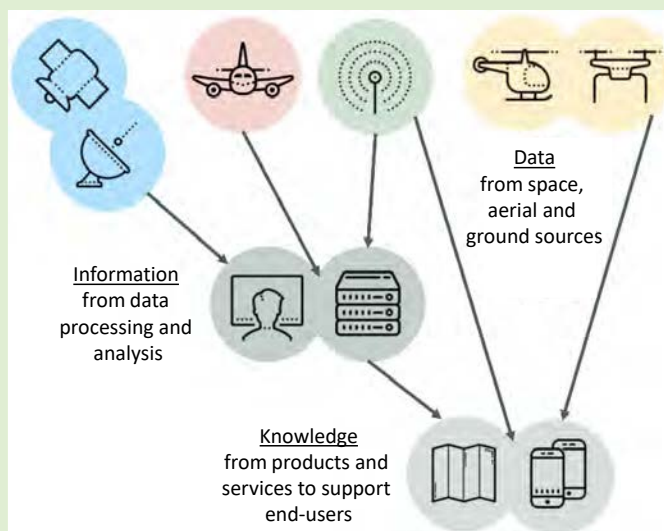 Data
from space,
aerial and
ground sources
Information
from data
processing and
analysis
Knowledge
from products and
services to support
end-users